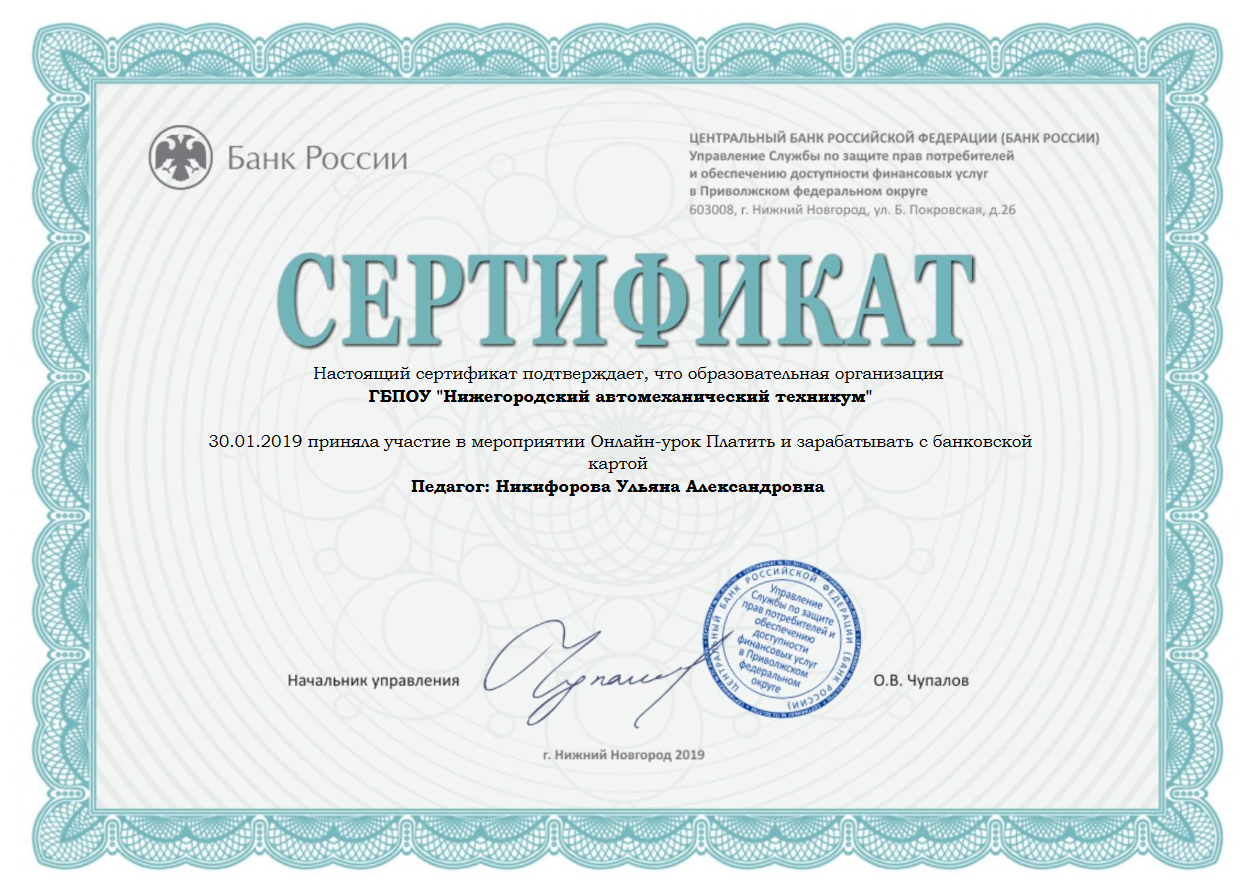 Банк России
ЦЕНТРАЛЬНЫЙ БАНК РОССИЙСКОЙ ФЕДЕРАЦИИ (БАНК РОССИИ)
Управление Службы по защите прав потребителей
и обеспечению доступности финансовых услуг
в Приволжском федеральном округе
603008, г. Нижний Новгород, ул. Б. Покровская, д.26
СЕРТИФИКАТ
Настоящий сертификат подтверждает, что образовательная организация
ГБПОУ "Нижегородский автомеханический техникум"
30.01.2019 приняла участие в мероприятии Онлайн-урок Платить и зарабатывать с банковской
картой
Педагог: Никифорова Ульяна Александровна
ЦЕНТРАЛЬНЫЙ БАНК РОССИЙСКОЙ ФЕДЕРАЦИИ (БАНК РОССИИ)
Управление
Службы по защите
прав потребителей и
обеспечению
доступности
финансовых услуг
в Приволжском
федеральном
округе
Начальник управления
О.В. Чупалов
г. Нижний Новгород 2019